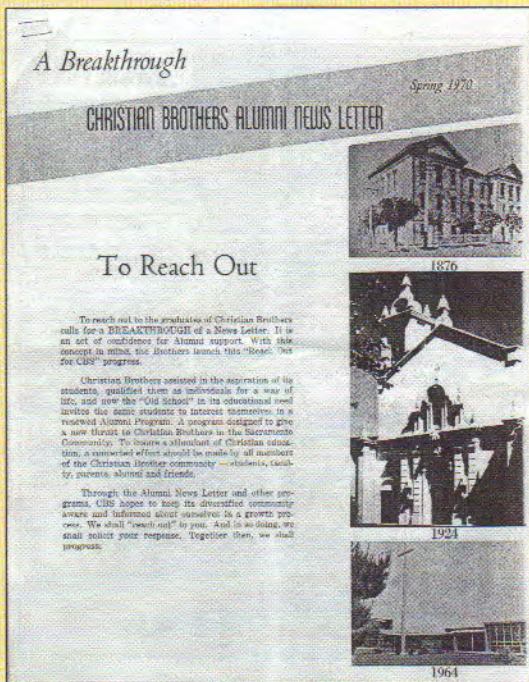 A Breakthrough
Spring 1970
CHRISTIAN BROTHERS ALUMNI NEWS LETTER
To Reach Out
To reach out to the graduates of Christian Brothers
calls for a BREAKTHROUGH of a News Letter. It is
an act of confidence for Alumni support. With this
concept in mind, the Brothers launch this "Reach Out
for CBS" progress.
Christian Brothers assisted in the aspiration of its
students, qualified them as individuals for a way of
life, and now the "Old School" in its educational need
invites the same students to interest themselves in a
renewed Alumni Program. A program designed to give
a new thrust to Christian Brothers in the Sacramento
Community. To insure a attendant of Christian educa-
tion, a concerted effort should be made by all members
of the Christian Brother community — students, facul-
ty, parents, alumni and friends.
Through the Alumni News Letter and other pro-
grams, CBS hopes to keep its diversified community
aware and informed about ourselves in a growth pro-
cess. We shall "reach out" to you. And in so doing, we
shall solicit your response. Together then, we shall
progress.
1876
1924
1964